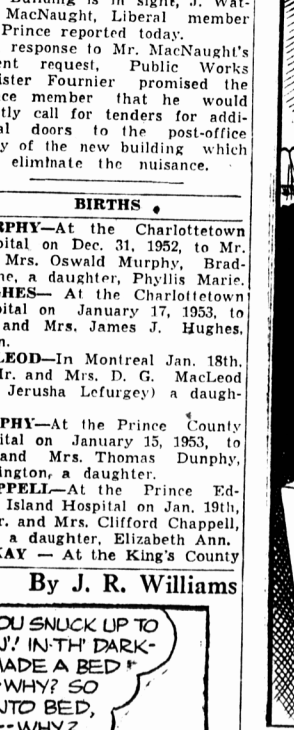 Building is in sight, J. Wat-
MacNaught, Liberal member
Prince reported today.
response to Mr. MacNaught's
ent request, Public Works
ister Fournier promised the
ce member that he would
tly call for tenders for addi-
al doors to the post-office
y of the new building which
eliminate the nuisance.
BIRTHS
RPHY—At the Charlottetown
pital on Dec. 31, 1952, to Mr.
Mrs. Oswald Murphy, Brad-
ne, a daughter, Phyllis Marie.
GHES— At the Charlottetown
pital on January 17, 1953, to
and Mrs. James J. Hughes,
n.
LEOD—In Montreal Jan. 18th,
Mr. and Mrs. D. G. MacLeod
Jerusha Lefurgey) a daugh-
PHY—At the Prince County
ital on January 15, 1953, to
and Mrs. Thomas Dunphy,
ington, a daughter.
PPELL—At the Prince Ed-
Island Hospital on Jan. 19th,
r. and Mrs. Clifford Chappell,
a daughter, Elizabeth Ann.
KAY — At the King's County
By J. R. Williams
OU SNUCK UP TO
N'! IN TH' DARK-
MADE A BED
WHY? SO
NTO BED,
--WHY?